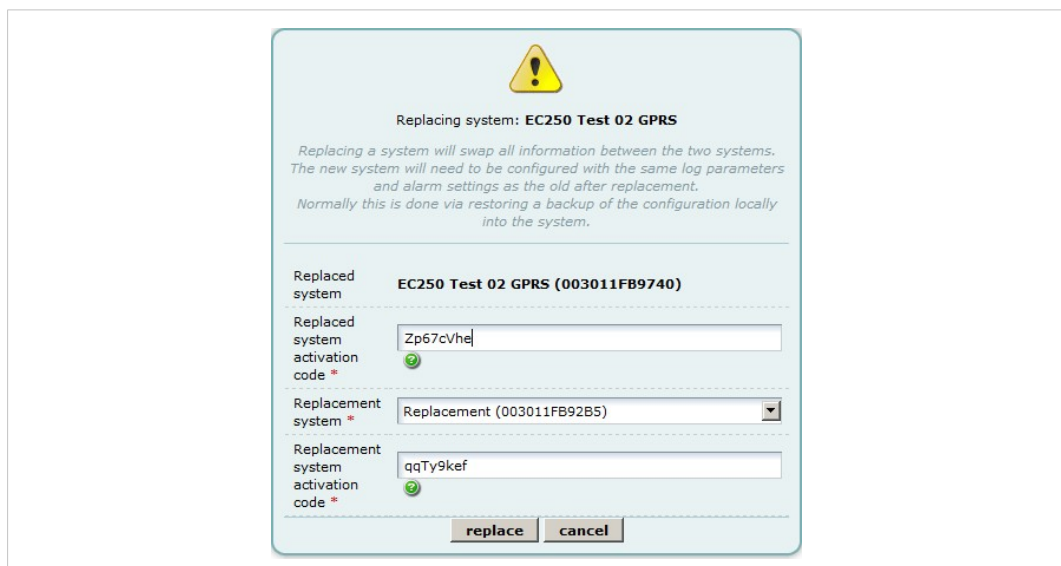 Replacing system: EC250 Test 02 GPRS
Replacing a system will swap all information between the two systems.
The new system will need to be configured with the same log parameters
and alarm settings as the old after replacement.
Normally this is done via restoring a backup of the configuration locally
into the system.
Replaced
system
EC250 Test 02 GPRS (003011FB9740)
Replaced
system
activation
code *
Zp67cVhe
Replacement
system *
Replacement (003011FB92B5)
Replacement
system
activation
code *
qqTy9kef
replace
cancel